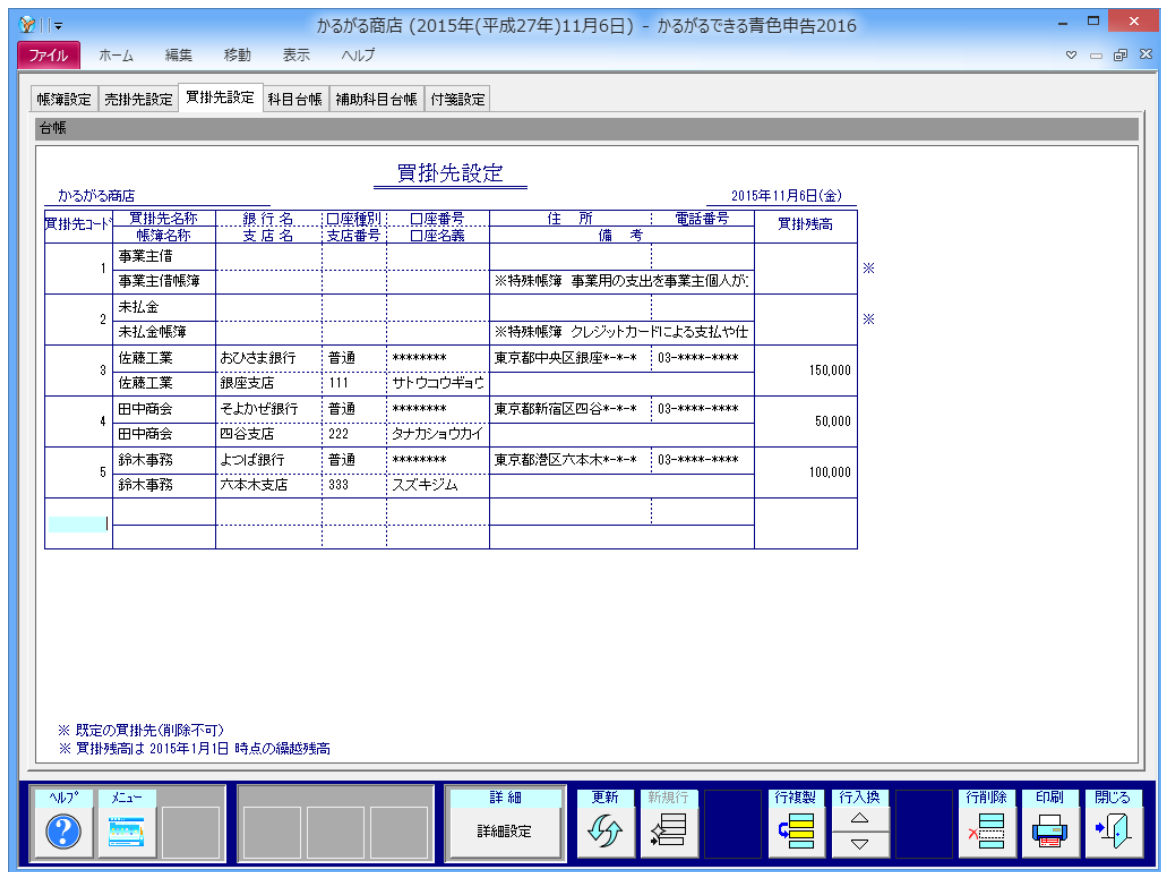 かるがる商店 (2015年(平成27年)11月6日) - かるがるできる青色申告2016
ファイル ホーム 編集 移動 表示 ヘルプ
帳簿設定 売掛先設定 買掛先設定 科目台帳 補助科目台帳 付箋設定
台帳
買掛先設定
かるがる商店 2015年11月6日(金)
買掛先コード 買掛先名称 銀行名 口座種別 口座番号 住 所 電話番号 買掛残高
帳簿名称 支店名 支店番号 口座名義 備 考
1 事業主借 ※
事業主借帳簿 ※特殊帳簿 事業用の支出を事業主個人が
2 未払金 ※
未払金帳簿 ※特殊帳簿 クレジットカードによる支払や仕
3 佐藤工業 おひさま銀行 普通 ******** 東京都中央区銀座*-*-* 03-****-**** 150,000
佐藤工業 銀座支店 111 サトウコウギョウ
4 田中商会 そよかぜ銀行 普通 ******** 東京都新宿区四谷*-*-* 03-****-**** 50,000
田中商会 四谷支店 222 タナカショウカイ
5 鈴木事務 よつば銀行 普通 ******** 東京都港区六本木*-*-* 03-****-**** 100,000
鈴木事務 六本木支店 333 スズキジム
※ 既定の買掛先(削除不可)
※ 買掛残高は 2015年1月1日 時点の繰越残高
ヘルプ メニュー 詳 細 更新 新規行 行複製 行入換 行削除 印刷 閉じる
詳細設定